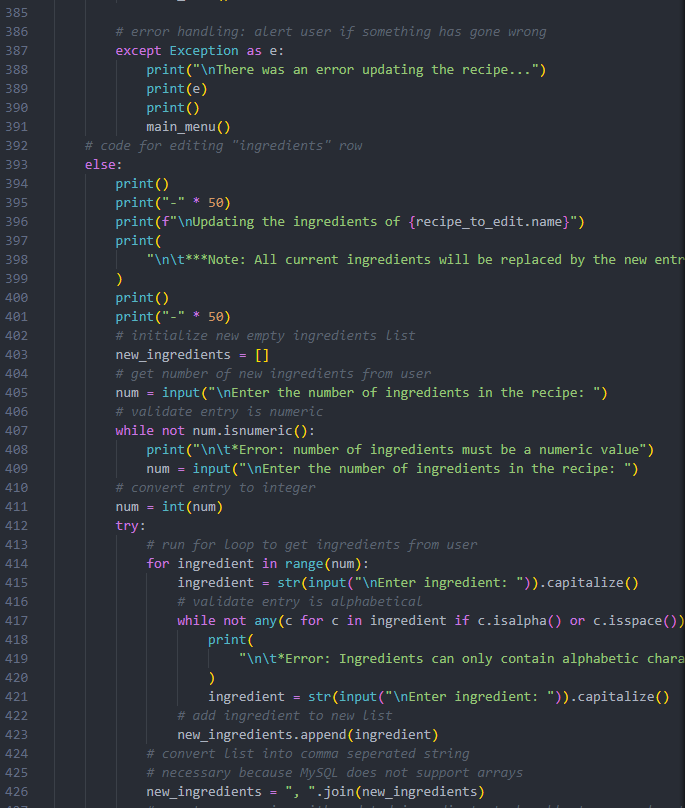 385
386 # error handling: alert user if something has gone wrong
387 except Exception as e:
388 print("\nThere was an error updating the recipe...")
389 print(e)
390 print()
391 main_menu()
392 # code for editing "ingredients" row
393 else:
394 print()
395 print("-" * 50)
396 print(f"\nUpdating the ingredients of {recipe_to_edit.name}")
397 print(
398 "\n\t***Note: All current ingredients will be replaced by the new entr
399 )
400 print()
401 print("-" * 50)
402 # initialize new empty ingredients list
403 new_ingredients = []
404 # get number of new ingredients from user
405 num = input("\nEnter the number of ingredients in the recipe: ")
406 # validate entry is numeric
407 while not num.isnumeric():
408 print("\n\t*Error: number of ingredients must be a numeric value")
409 num = input("\nEnter the number of ingredients in the recipe: ")
410 # convert entry to integer
411 num = int(num)
412 try:
413 # run for loop to get ingredients from user
414 for ingredient in range(num):
415 ingredient = str(input("\nEnter ingredient: ")).capitalize()
416 # validate entry is alphabetical
417 while not any(c for c in ingredient if c.isalpha() or c.isspace())
418 print(
419 "\n\t*Error: Ingredients can only contain alphabetic chara
420 )
421 ingredient = str(input("\nEnter ingredient: ")).capitalize()
422 # add ingredient to new list
423 new_ingredients.append(ingredient)
424 # convert list into comma seperated string
425 # necessary because MySQL does not support arrays
426 new_ingredients = ", ".join(new_ingredients)